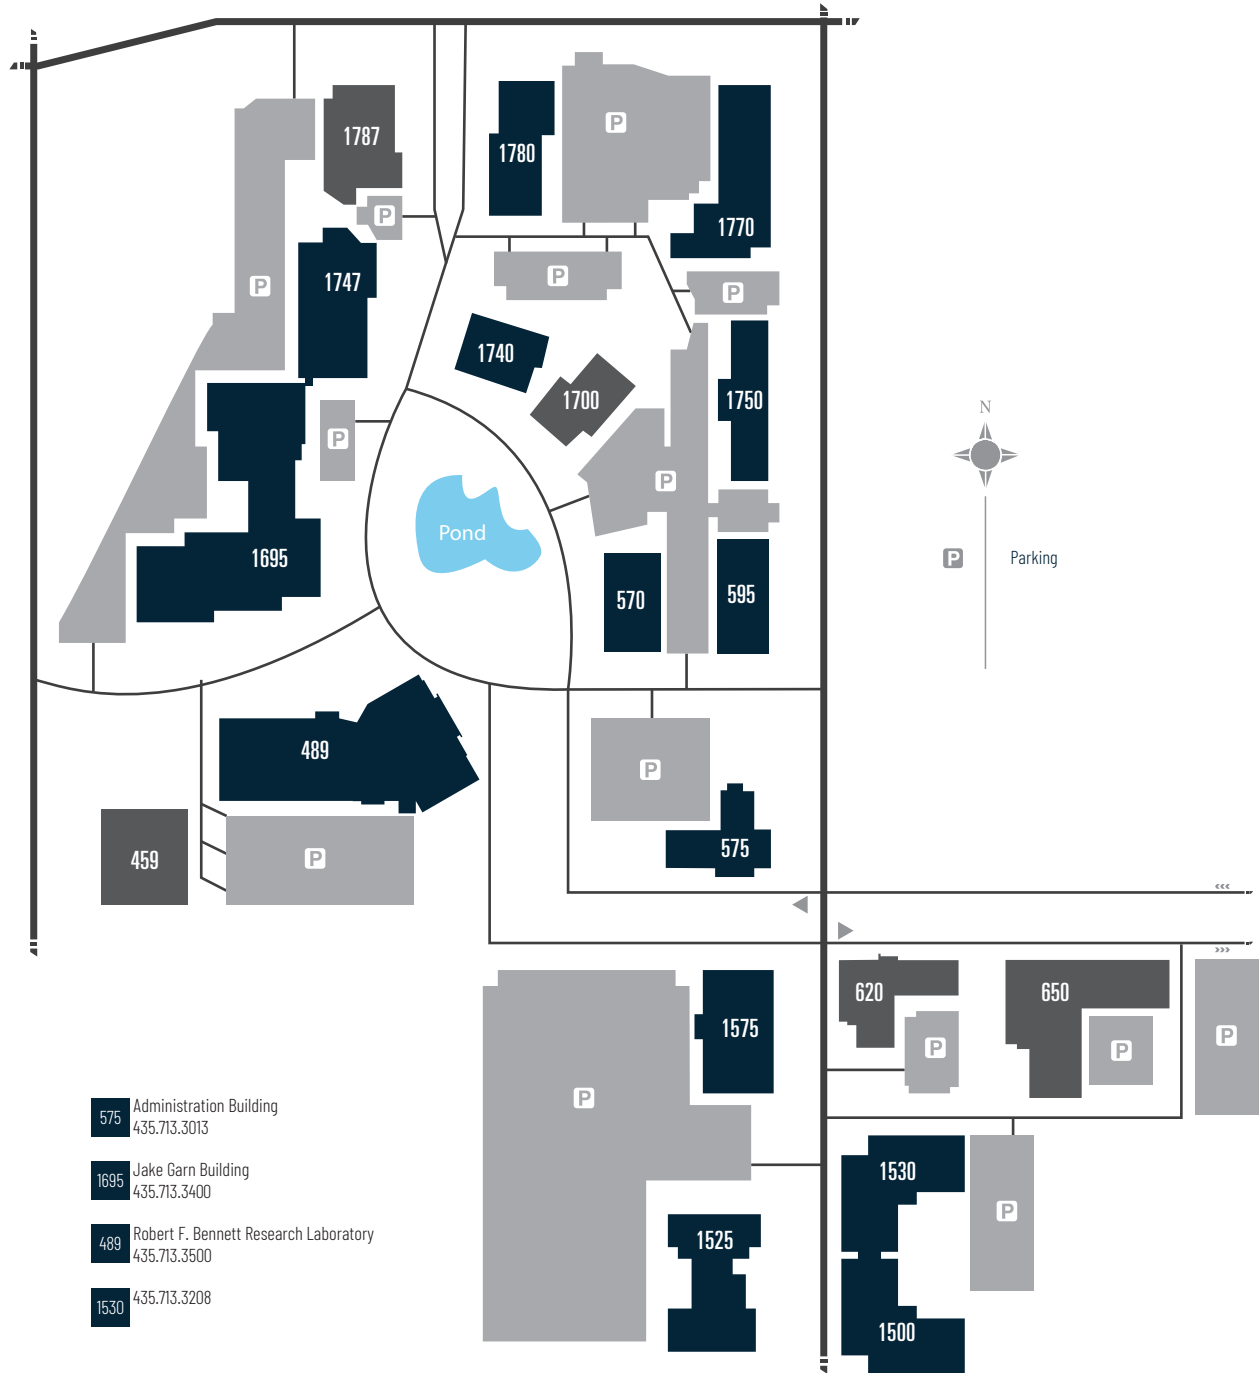 P
1787
1780
1770
P
P
1747
P
P
P
1740
1700
1750
N
P
P
Pond
1695
570
595
P
Parking
489
P
575
459
P
‹‹‹
›››
620
650
1575
P
P
P
P
1530
P
1525
1500
575
Administration Building
435.713.3013
1695
Jake Garn Building
435.713.3400
489
Robert F. Bennett Research Laboratory
435.713.3500
1530
435.713.3208